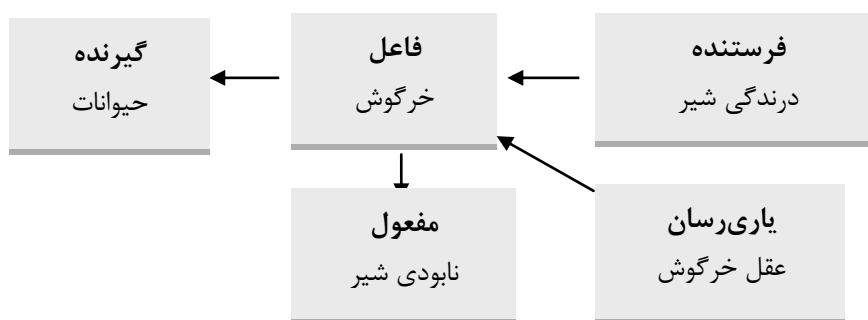 فرستنده
درندگی شیر
فاعل
خرگوش
گیرنده
حیوانات
یاری‌رسان
عقل خرگوش
مفعول
نابودی شیر